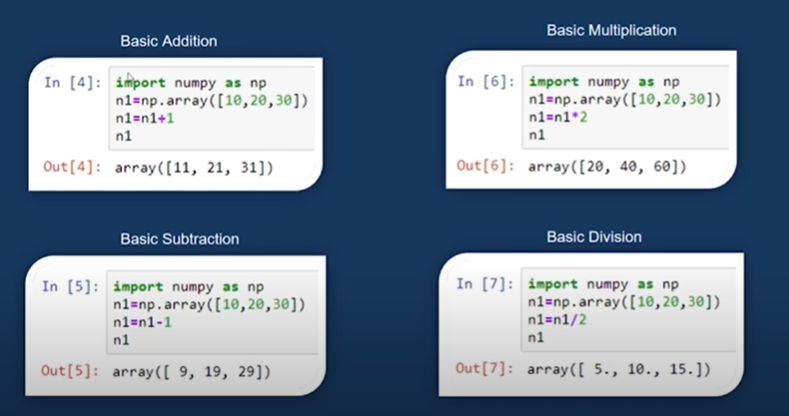 Basic Addition
In [4]: import numpy as np
n1=np.array([10,20,30])
n1=n1+1
n1
Out[4]: array([11, 21, 31])
Basic Multiplication
In [6]: import numpy as np
n1=np.array([10,20,30])
n1=n1*2
n1
Out[6]: array([20, 40, 60])
Basic Subtraction
In [5]: import numpy as np
n1=np.array([10,20,30])
n1=n1-1
n1
Out[5]: array([ 9, 19, 29])
Basic Division
In [7]: import numpy as np
n1=np.array([10,20,30])
n1=n1/2
n1
Out[7]: array([ 5., 10., 15.])